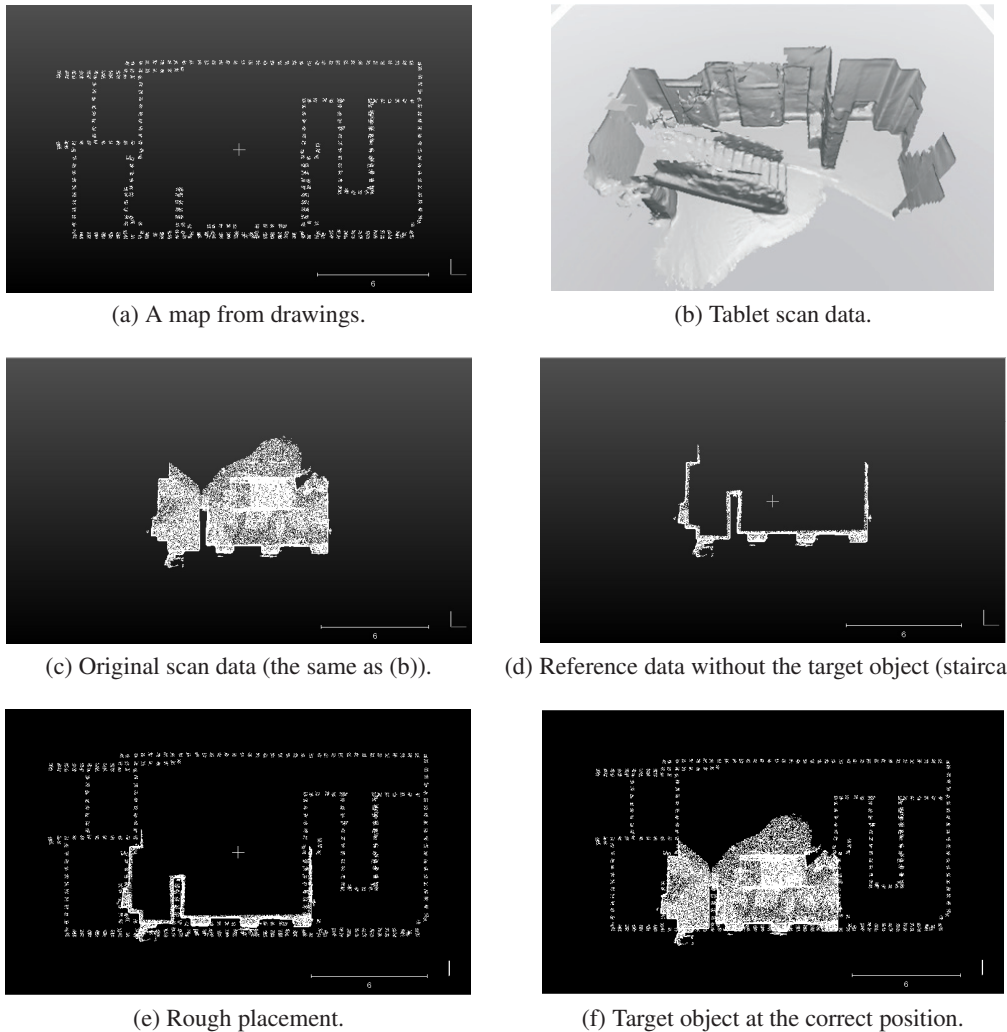 6
(a) A map from drawings.
(b) Tablet scan data.
6
6
(c) Original scan data (the same as (b)).
(d) Reference data without the target object (stairca
6
6
(e) Rough placement.
(f) Target object at the correct position.